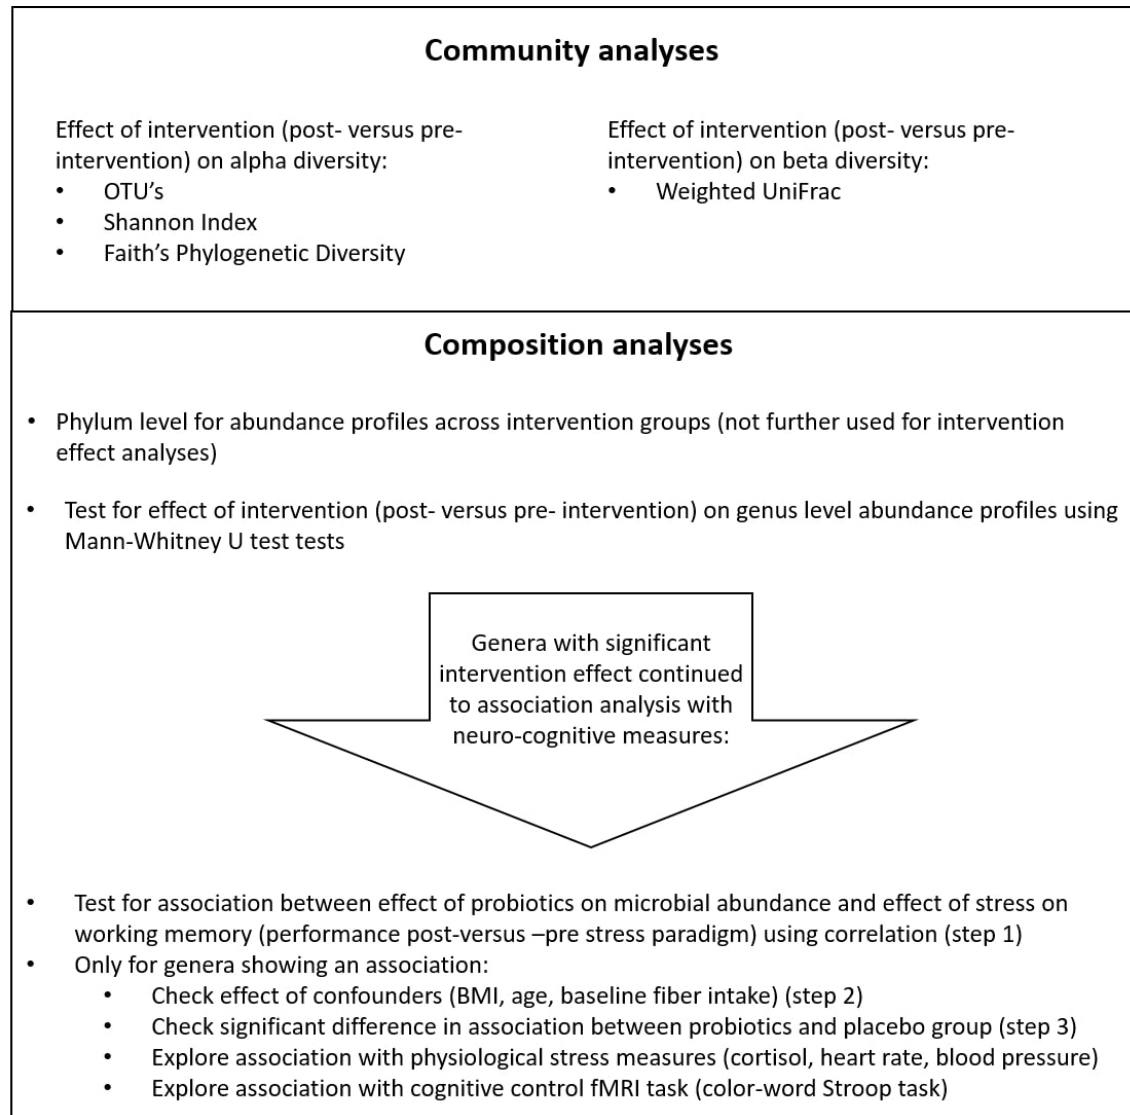 Community analyses
Effect of intervention (post- versus pre-
intervention) on alpha diversity:
• OTU's
• Shannon Index
• Faith's Phylogenetic Diversity
Effect of intervention (post- versus pre-
intervention) on beta diversity:
• Weighted UniFrac
Composition analyses
• Phylum level for abundance profiles across intervention groups (not further used for intervention
effect analyses)
• Test for effect of intervention (post- versus pre- intervention) on genus level abundance profiles using
Mann-Whitney U test tests
Genera with significant
intervention effect continued
to association analysis with
neuro-cognitive measures:
• Test for association between effect of probiotics on microbial abundance and effect of stress on
working memory (performance post-versus –pre stress paradigm) using correlation (step 1)
• Only for genera showing an association:
• Check effect of confounders (BMI, age, baseline fiber intake) (step 2)
• Check significant difference in association between probiotics and placebo group (step 3)
• Explore association with physiological stress measures (cortisol, heart rate, blood pressure)
• Explore association with cognitive control fMRI task (color-word Stroop task)